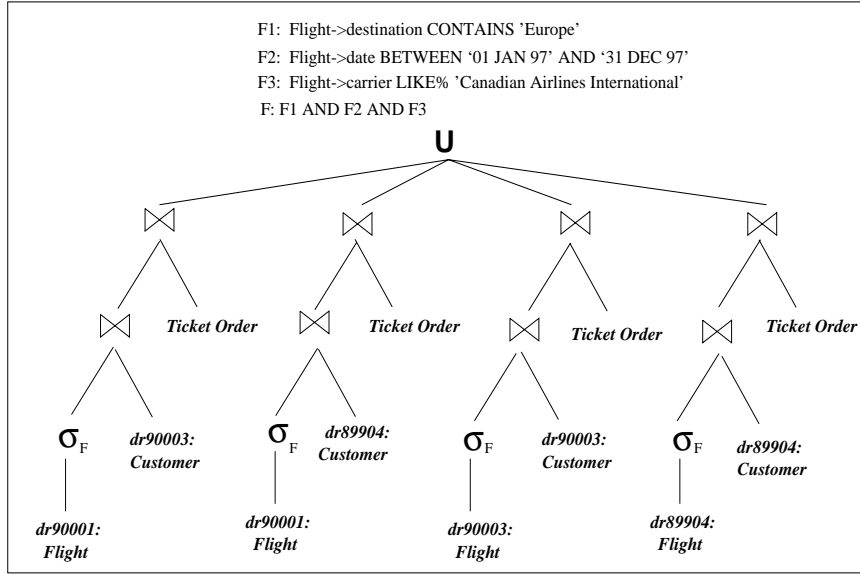 F1: Flight->destination CONTAINS 'Europe'
F2: Flight->date BETWEEN ‘01 JAN 97’ AND ‘31 DEC 97’
F3: Flight->carrier LIKE% 'Canadian Airlines International'
F: F1 AND F2 AND F3
U
Ticket Order
Ticket Order
Ticket Order
Ticket Order
σF
dr90003:
Customer
σF
dr89904:
Customer
σF
dr90003:
Customer
σF
dr89904:
Customer
dr90001:
Flight
dr90001:
Flight
dr90003:
Flight
dr89904:
Flight